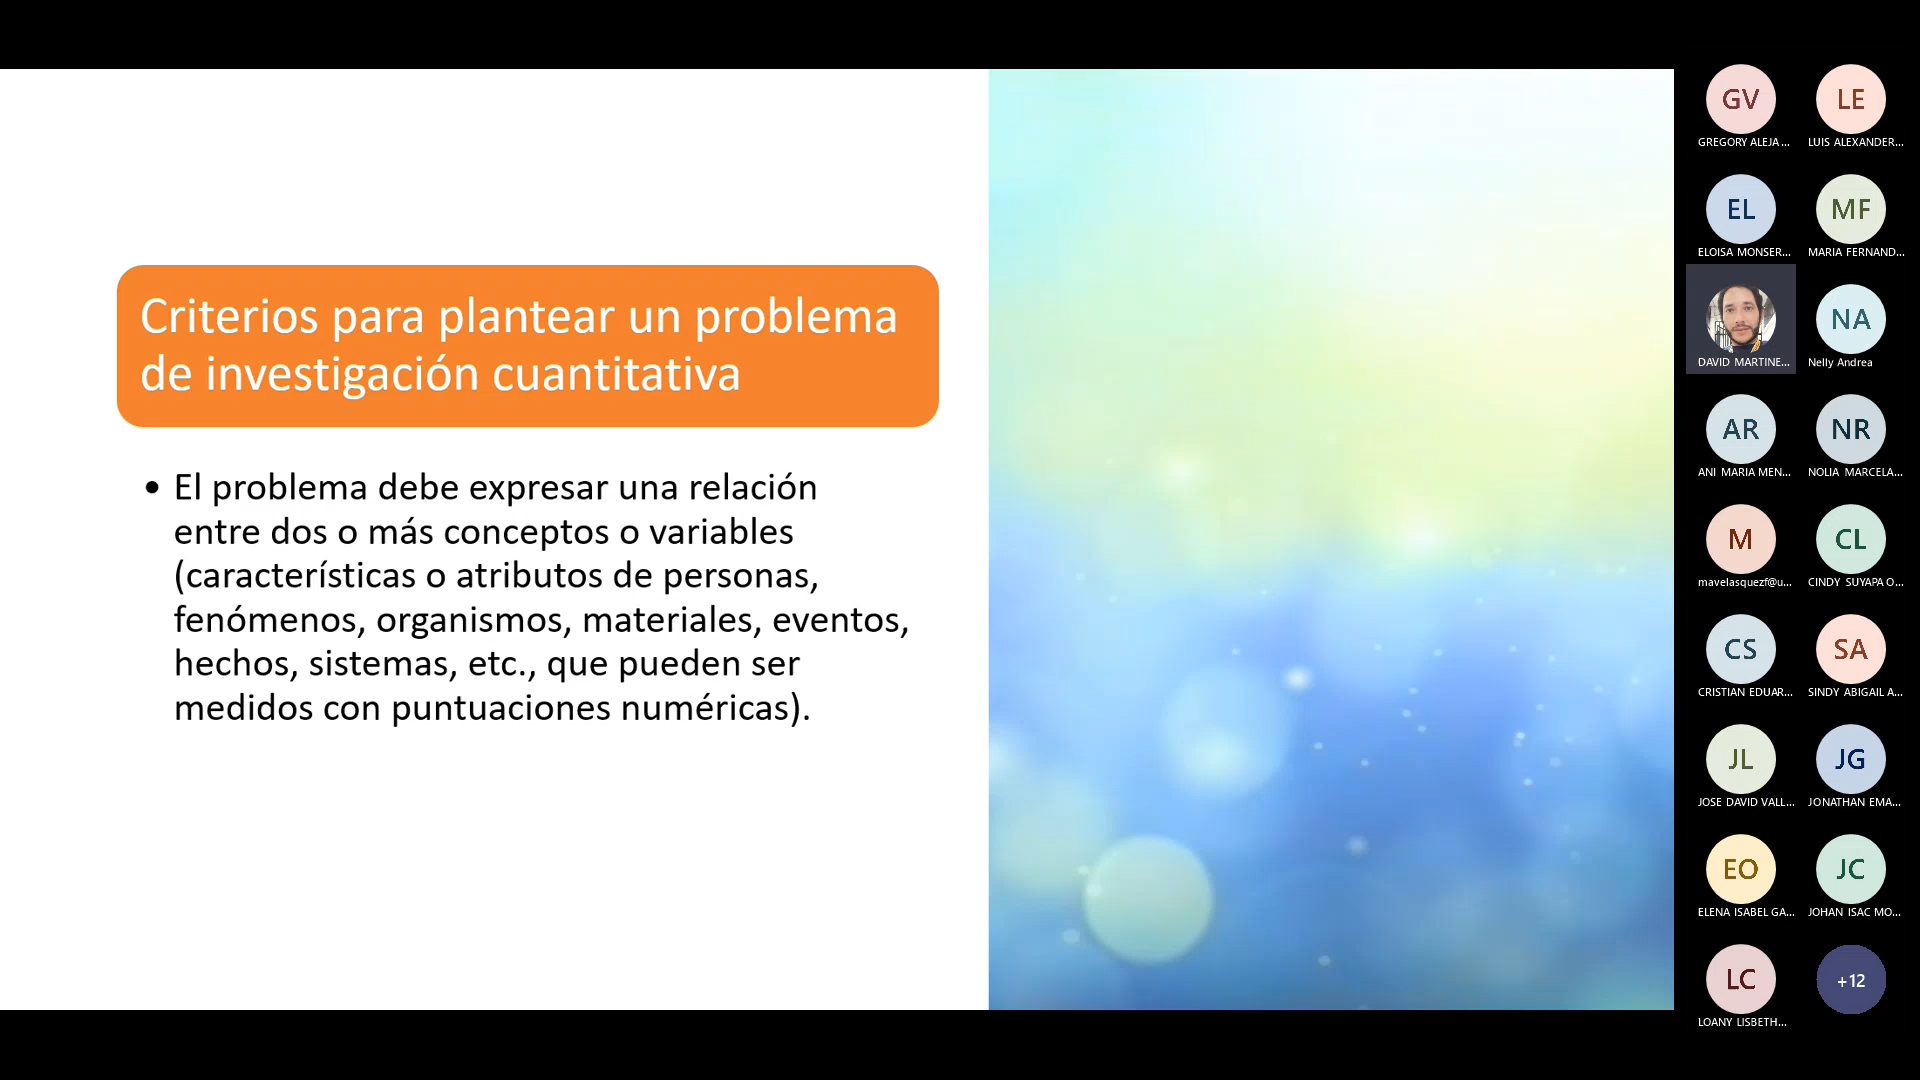 Criterios para plantear un problema
de investigación cuantitativa
• El problema debe expresar una relación
entre dos o más conceptos o variables
(características o atributos de personas,
fenómenos, organismos, materiales, eventos,
hechos, sistemas, etc., que pueden ser
medidos con puntuaciones numéricas).
GV
LE
GREGORY ALEJA...
LUIS ALEXANDER...
EL
MF
ELOISA MONSER...
MARIA FERNAND...
NA
DAVID MARTINE...
Nelly Andrea
AR
NR
ANI MARIA MEN...
NOLIA MARCELA...
M
CL
mavelasquezf@u...
CINDY SUYAPA O...
CS
SA
CRISTIAN EDUAR...
SINDY ABIGAIL A...
JL
JG
JOSE DAVID VALL...
JONATHAN EMA...
EO
JC
ELENA ISABEL GA...
JOHAN ISAC MO...
LC
+12
LOANY LISBETH...